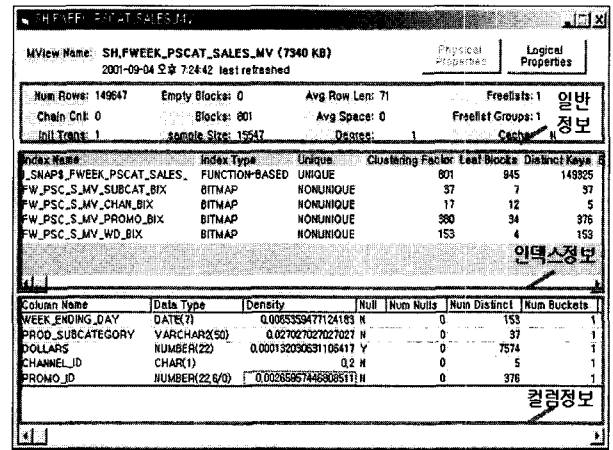 SH.FWEEK_PSCAT_SALES_MV
MView Name: SH.FWEEK_PSCAT_SALES_MV (7340 KB)
2001-09-04 오후 7:24:42 last refreshed
Physical Properties
Logical Properties
Num Rows: 149647 Empty Blocks: 0 Avg Row Len: 71 Freelists: 1
Chain Cnt: 0 Blocks: 801 Avg Space: 0 Freelist Groups: 1
Init Trans: 1 sample Size: 15547 Degree: 1 Cache: N
일반
정보
Index Name Index Type Unique Clustering Factor Leaf Blocks Distinct Keys
I_SNAP$_FWEEK_PSCAT_SALES_ FUNCTION-BASED UNIQUE 801 945 149325
FW_PSC_S_MV_SUBCAT_BIX BITMAP NONUNIQUE 37 7 37
FW_PSC_S_MV_CHAN_BIX BITMAP NONUNIQUE 17 12 5
FW_PSC_S_MV_PROMO_BIX BITMAP NONUNIQUE 380 34 376
FW_PSC_S_MV_WD_BIX BITMAP NONUNIQUE 153 4 153
인덱스정보
Column Name Data Type Density Null Num Nulls Num Distinct Num Buckets
WEEK_ENDING_DAY DATE(7) 0.0065359477124183 N 0 153 1
PROD_SUBCATEGORY VARCHAR2(50) 0.027027027027027 N 0 37 1
DOLLARS NUMBER(22) 0.000132030631106417 Y 0 7574 1
CHANNEL_ID CHAR(1) 0.2 N 0 5 1
PROMO_ID NUMBER(22,6/0) 0.00265957446808511 N 0 376 1
컬럼정보